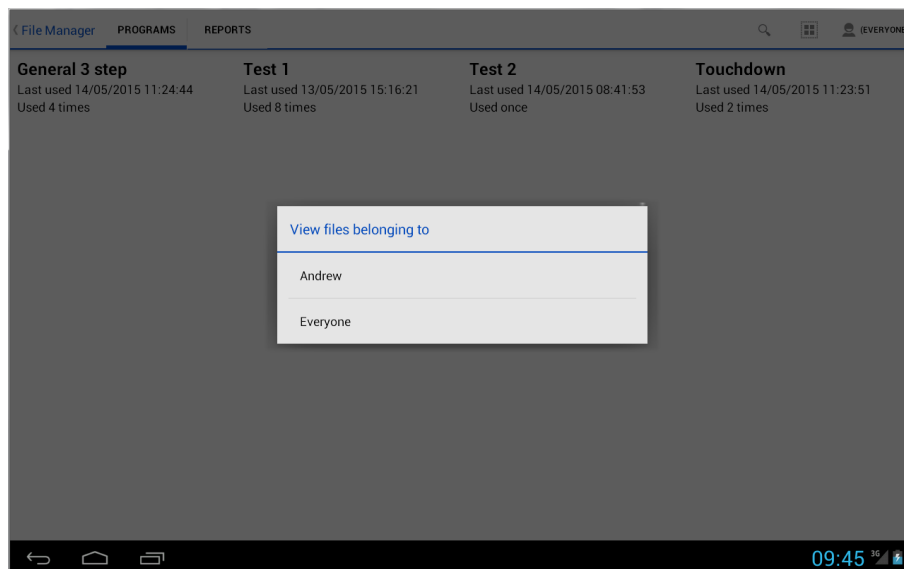 File Manager PROGRAMS REPORTS (EVERYONE
General 3 step Test 1 Test 2 Touchdown
Last used 14/05/2015 11:24:44 Last used 13/05/2015 15:16:21 Last used 14/05/2015 08:41:53 Last used 14/05/2015 11:23:51
Used 4 times Used 8 times Used once Used 2 times
View files belonging to
Andrew
Everyone
09:45 3G